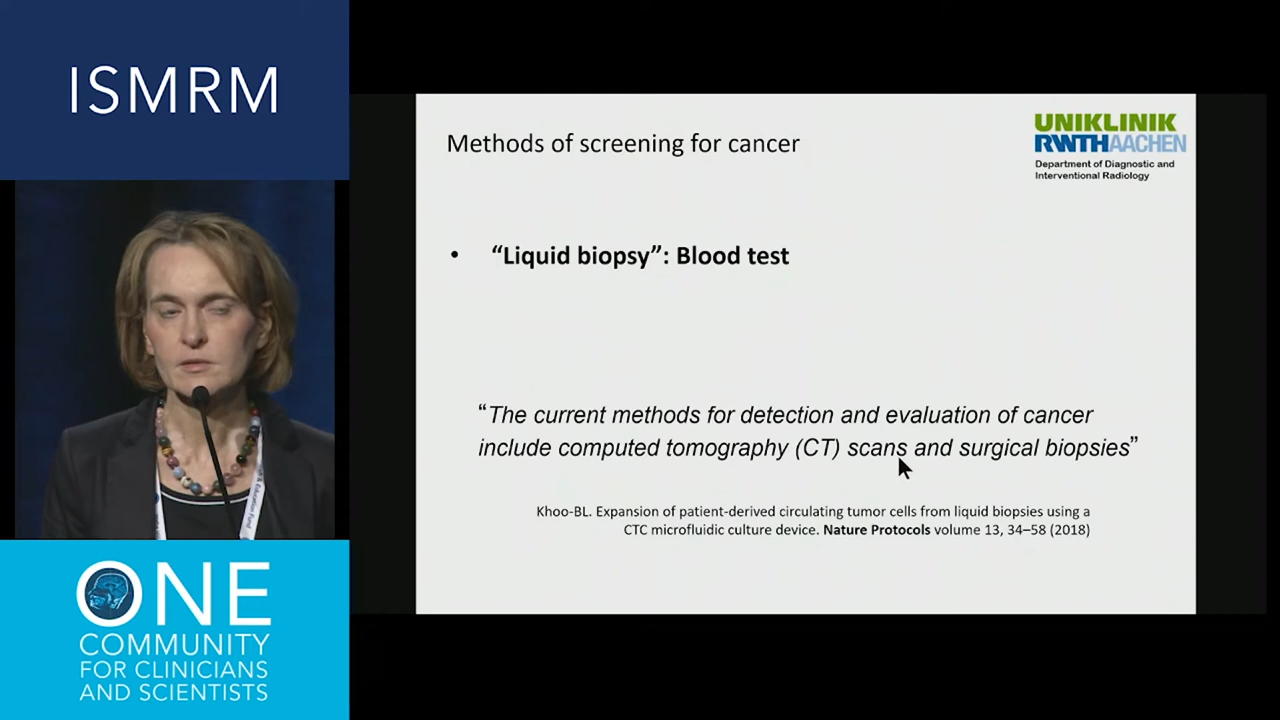 ISMRM
Methods of screening for cancer
UNIKLINIK
RWTHAACHEN
Department of Diagnostic and
Interventional Radiology
• “Liquid biopsy”: Blood test
“The current methods for detection and evaluation of cancer
include computed tomography (CT) scans and surgical biopsies”
Khoo-BL. Expansion of patient-derived circulating tumor cells from liquid biopsies using a
CTC microfluidic culture device. Nature Protocols volume 13, 34–58 (2018)
& Education Fund
ONE
COMMUNITY
FOR CLINICIANS
AND SCIENTISTS